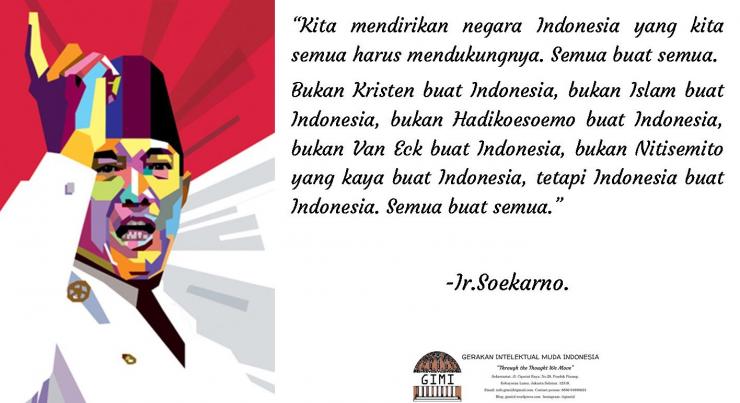 “Kita mendirikan negara Indonesia yang kita
semua harus mendukungnya. Semua buat semua.
Bukan Kristen buat Indonesia, bukan Islam buat
Indonesia, bukan Hadikoesoemo buat Indonesia,
bukan Van Eck buat Indonesia, bukan Nitisemito
yang kaya buat Indonesia, tetapi Indonesia buat
Indonesia. Semua buat semua.”
-Ir.Soekarno.
GIMI
GERAKAN INTELEKTUAL MUDA INDONESIA
"Through the Thought We Move"